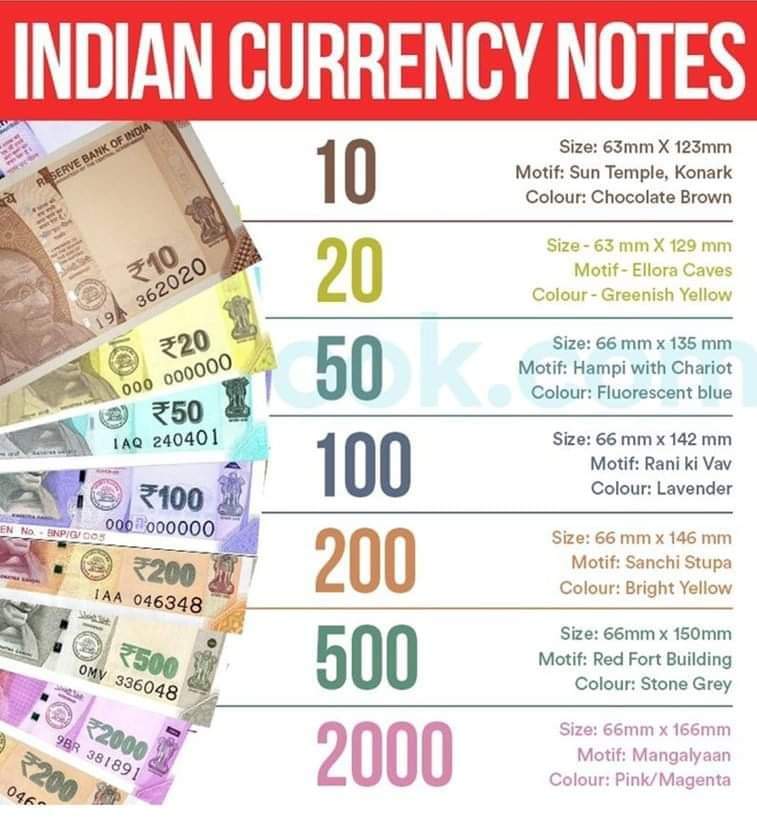 INDIAN CURRENCY NOTES
RESERVE BANK OF INDIA
₹10
19A 362020
₹20
000 000000
₹50
1AQ 240401
₹100
000 000000
EN No. - BNP/G/005
₹200
1AA 046348
₹500
0MV 336048
₹2000
9BR 381891
₹200
046
10
Size: 63mm X 123mm
Motif: Sun Temple, Konark
Colour: Chocolate Brown
20
Size - 63 mm X 129 mm
Motif - Ellora Caves
Colour - Greenish Yellow
50
Size: 66 mm x 135 mm
Motif: Hampi with Chariot
Colour: Fluorescent blue
100
Size: 66 mm x 142 mm
Motif: Rani ki Vav
Colour: Lavender
200
Size: 66 mm x 146 mm
Motif: Sanchi Stupa
Colour: Bright Yellow
500
Size: 66mm x 150mm
Motif: Red Fort Building
Colour: Stone Grey
2000
Size: 66mm x 166mm
Motif: Mangalyaan
Colour: Pink/Magenta
ook.com